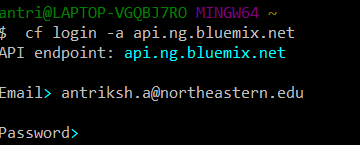 antri@LAPTOP-VGQBJ7RO MINGW64 ~
$ cf login -a api.ng.bluemix.net
API endpoint: api.ng.bluemix.net
Email> antriksh.a@northeastern.edu
Password>